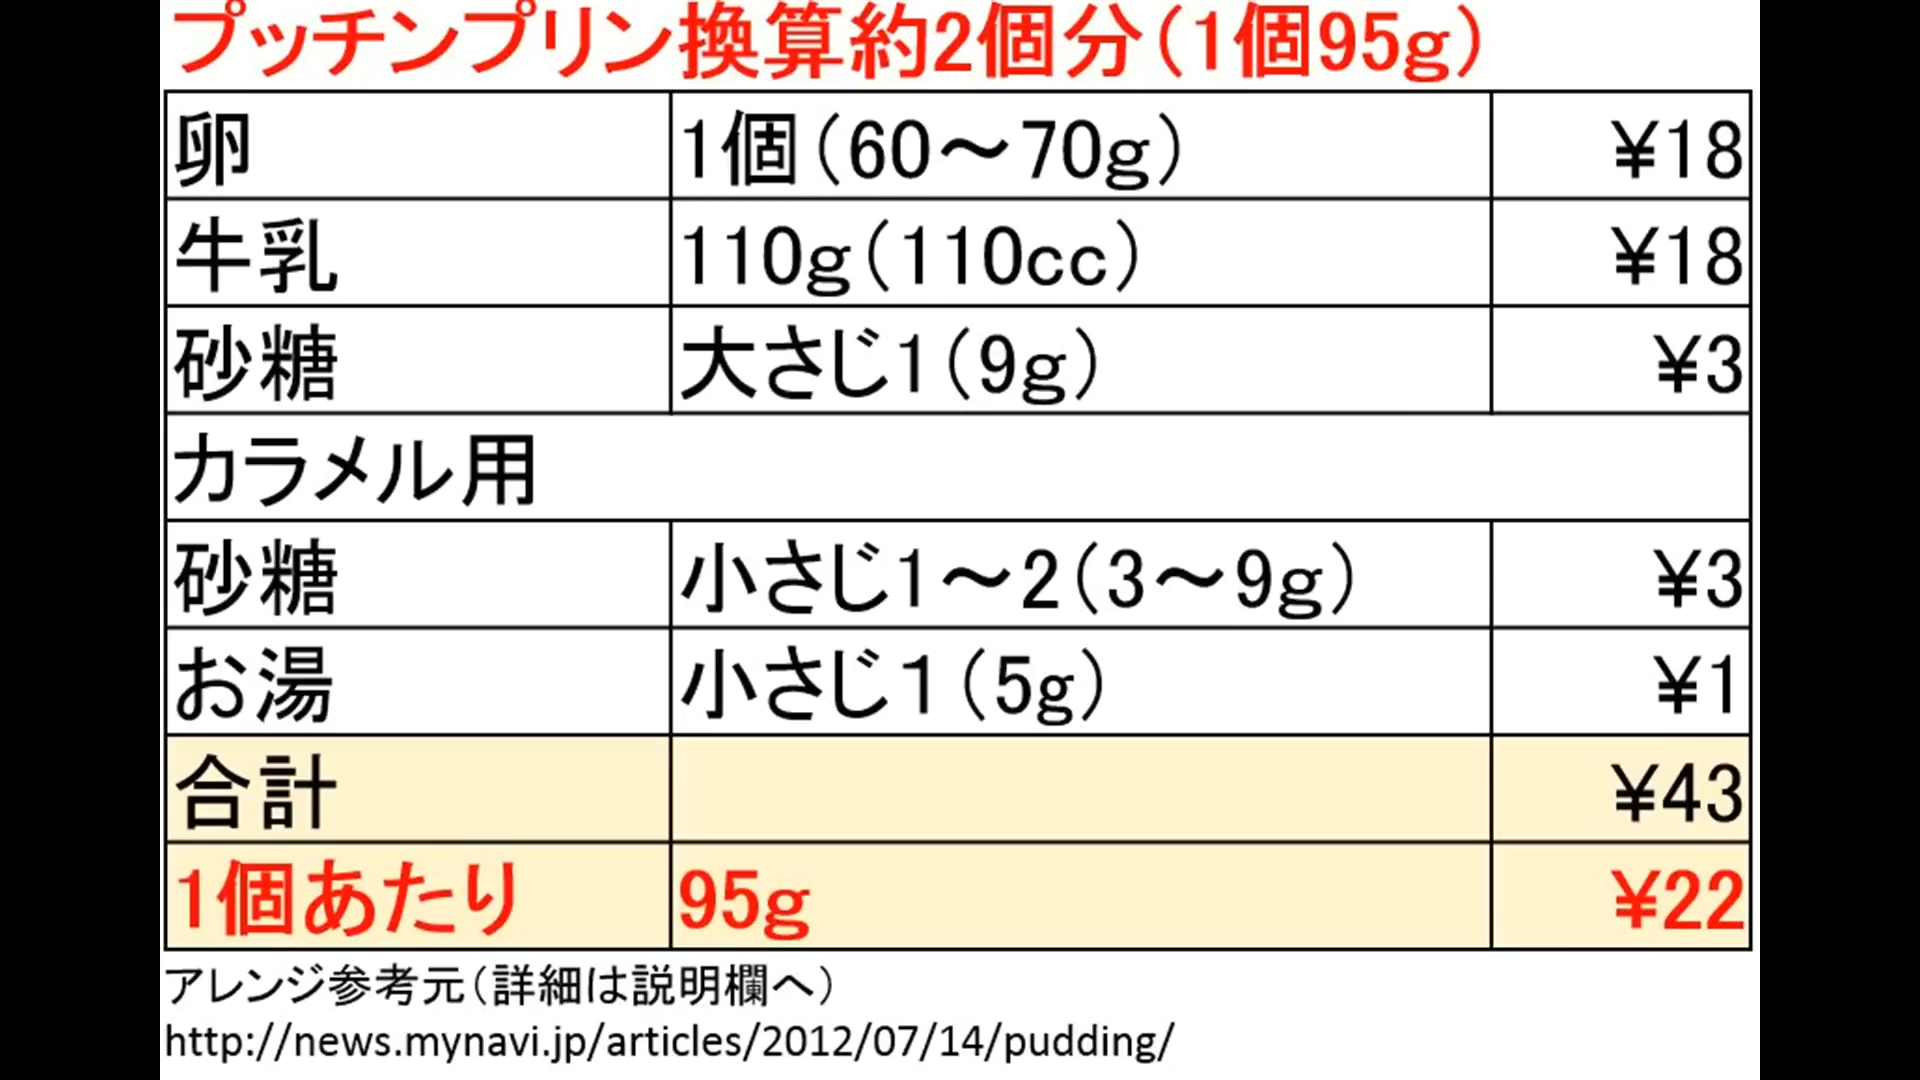 プッチンプリン換算約2個分(1個95g)
卵 1個(60～70g) ¥18
牛乳 110g(110cc) ¥18
砂糖 大さじ1(9g) ¥3
カラメル用
砂糖 小さじ1～2(3～9g) ¥3
お湯 小さじ1(5g) ¥1
合計 ¥43
1個あたり 95g ¥22
アレンジ参考元(詳細は説明欄へ)
http://news.mynavi.jp/articles/2012/07/14/pudding/